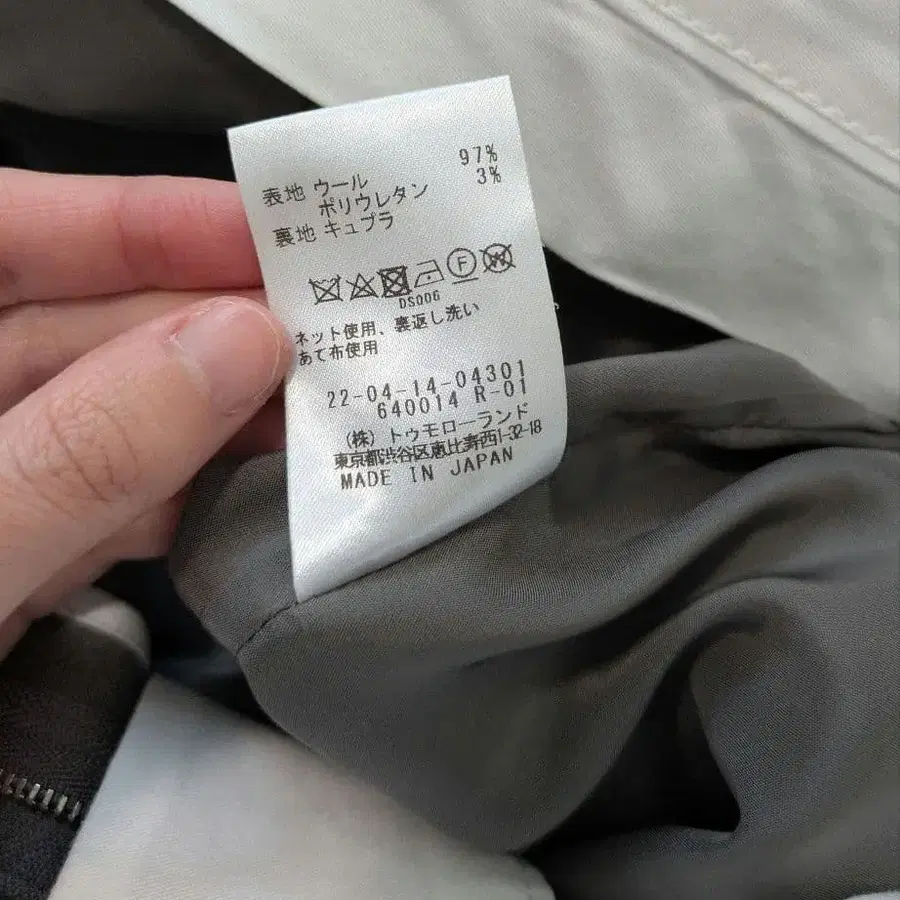 表地 ウール 97%
ポリウレタン 3%
裏地 キュプラ
F W
DS006
ネット使用、裏返し洗い
あて布使用
22-04-14-04301
640014 R-01
(株) トゥモローランド
東京都渋谷区恵比寿西1-32-18
MADE IN JAPAN